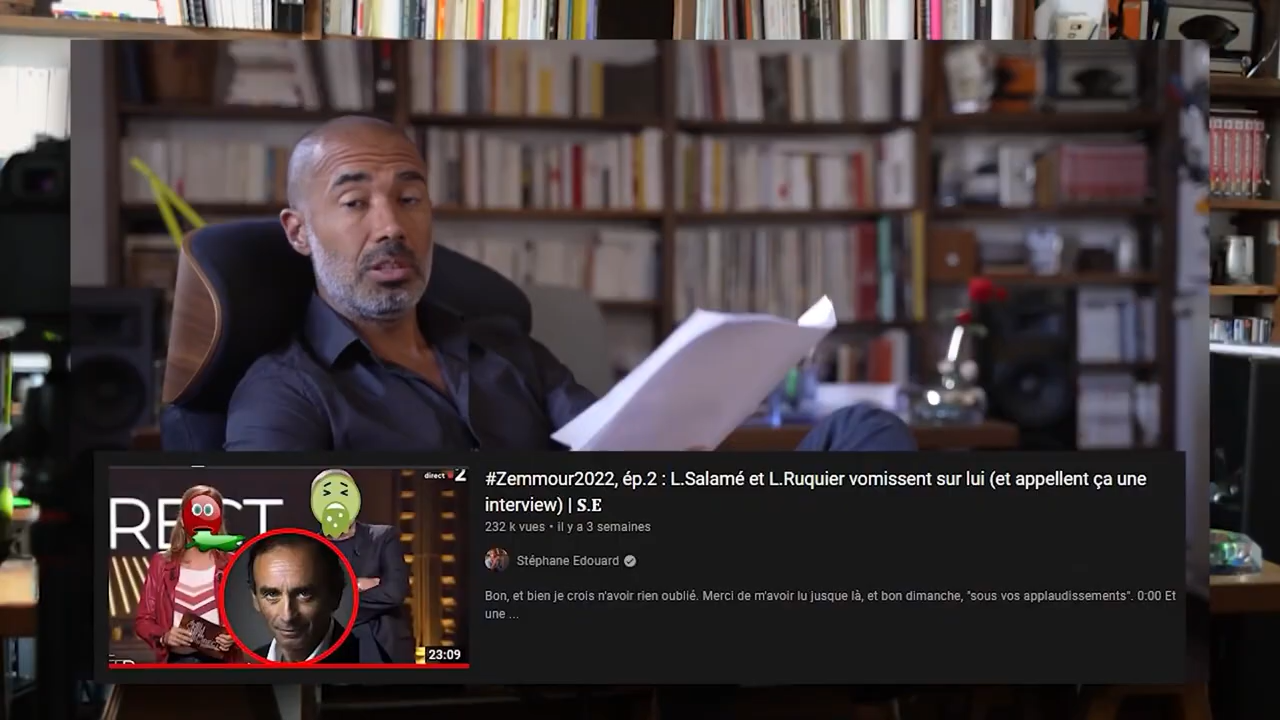 RECT
direct 2
23:09
#Zemmour2022, ép.2 : L.Salamé et L.Ruquier vomissent sur lui (et appellent ça une
interview) | S.E
232 k vues • il y a 3 semaines
Stéphane Edouard
Bon, et bien je crois n'avoir rien oublié. Merci de m'avoir lu jusque là, et bon dimanche, "sous vos applaudissements". 0:00 Et
une ...